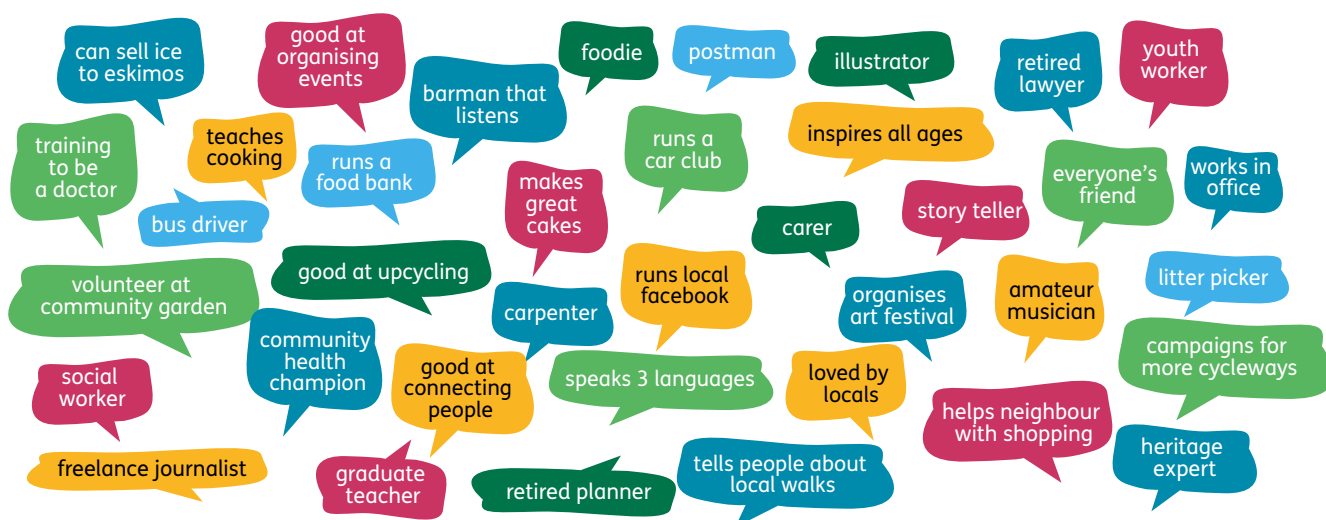 can sell ice
to eskimos
good at
organising
events
barman that
listens
foodie
postman
illustrator
retired
lawyer
youth
worker
training
to be
a doctor
teaches
cooking
runs a
food bank
makes
great
cakes
runs a
car club
inspires all ages
everyone’s
friend
works in
office
bus driver
carer
story teller
volunteer at
community garden
good at upcycling
carpenter
runs local
facebook
organises
art festival
amateur
musician
litter picker
social
worker
community
health
champion
good at
connecting
people
speaks 3 languages
loved by
locals
helps neighbour
with shopping
campaigns for
more cycleways
freelance journalist
graduate
teacher
retired planner
tells people about
local walks
heritage
expert